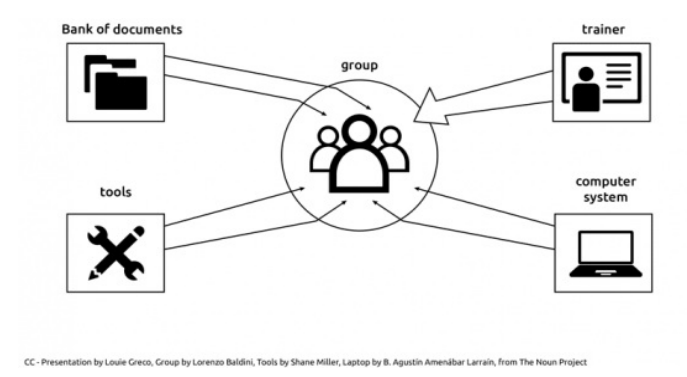 Bank of documents
trainer
group
tools
computer
system
CC - Presentation by Louie Greco, Group by Lorenzo Baldini, Tools by Shane Miller, Laptop by B. Agustín Amenábar Larraín, from The Noun Project